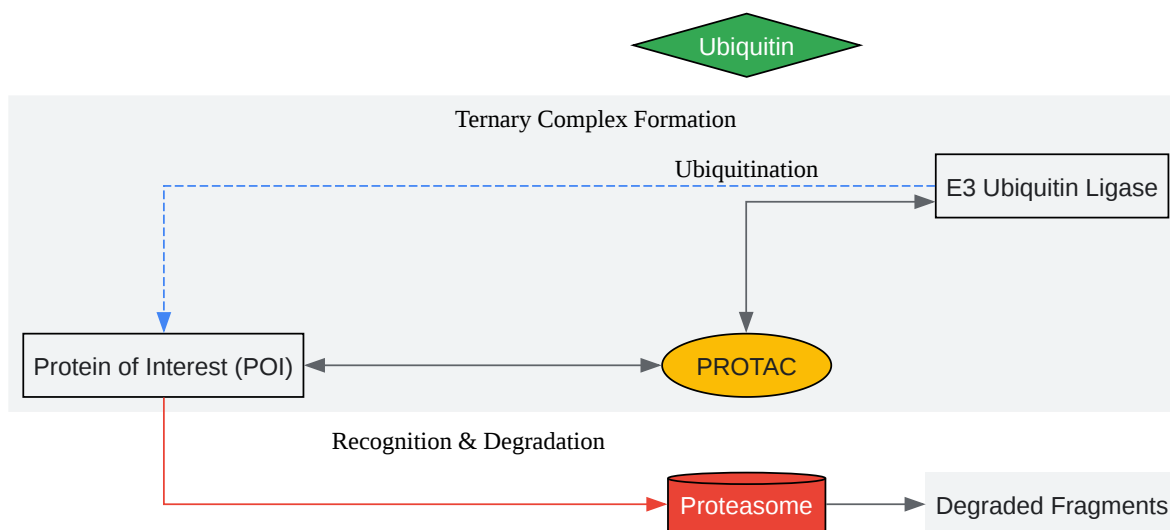 Ubiquitin
Ternary Complex Formation
Ubiquitination
E3 Ubiquitin Ligase
Protein of Interest (POI)
PROTAC
Recognition & Degradation
Proteasome
Degraded Fragments